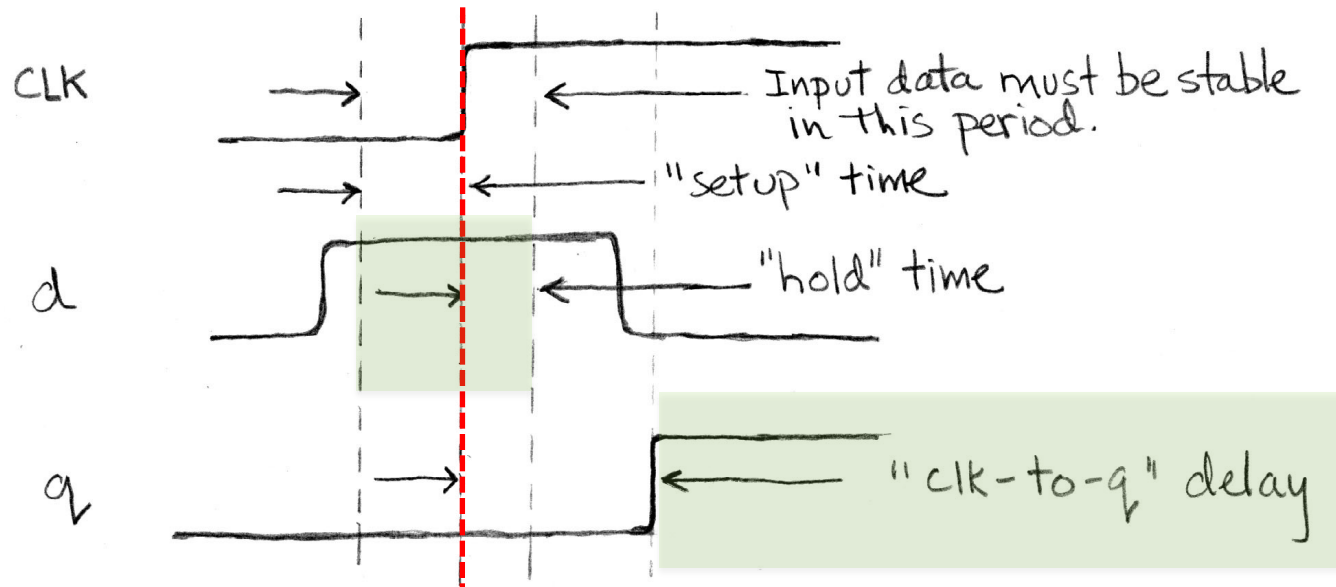 CLK
Input data must be stable
in this period.
"setup" time
d
"hold" time
q
"clk-to-q" delay